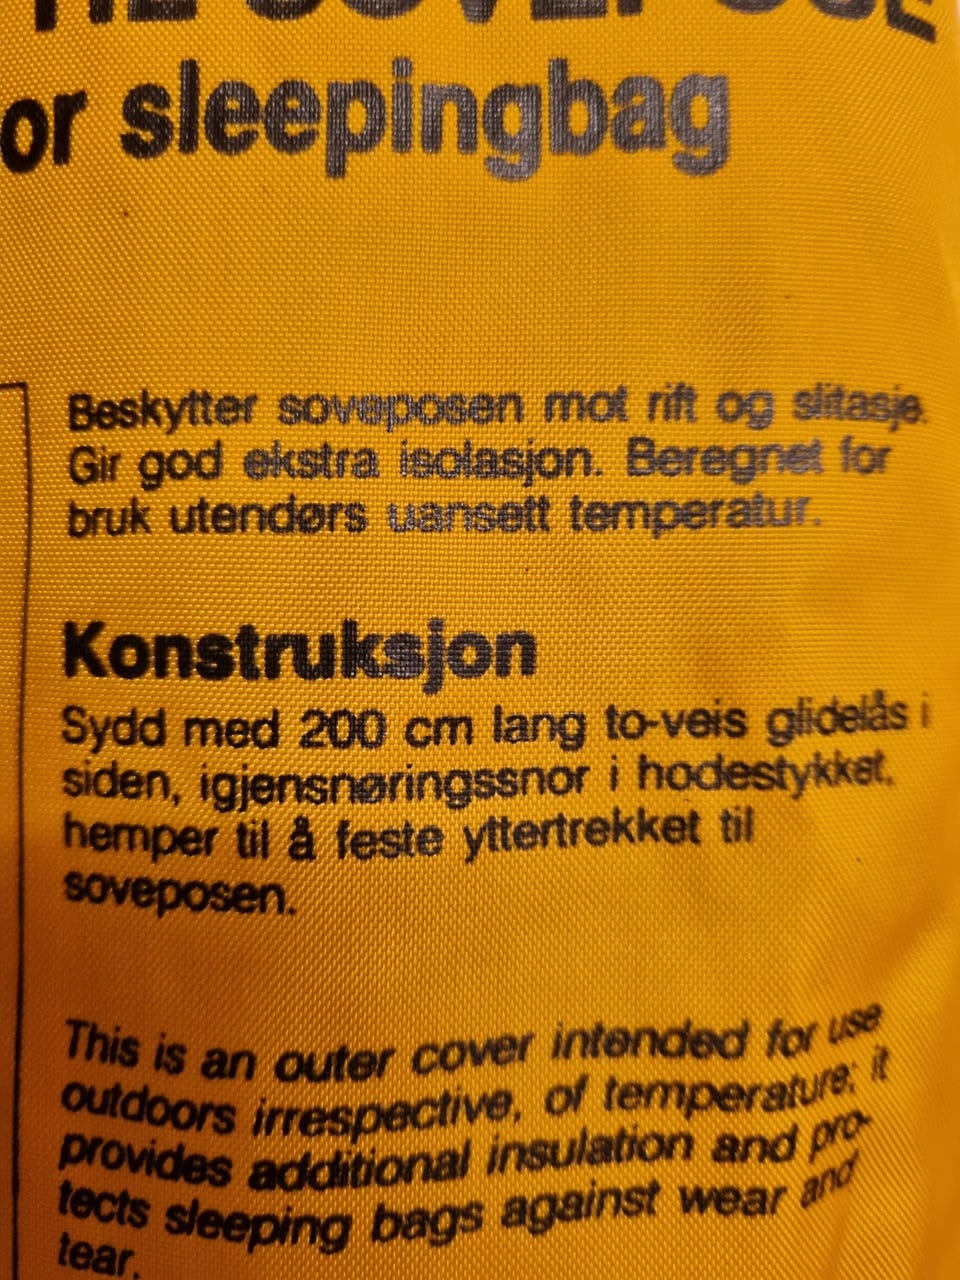 TIL SOVEPOSE
or sleepingbag
Beskytter soveposen mot rift og slitasje.
Gir god ekstra isolasjon. Beregnet for
bruk utendørs uansett temperatur.
Konstruksjon
Sydd med 200 cm lang to-veis glidelås i
siden, igjensnøringssnor i hodestykket,
hemper til å feste yttertrekket til
soveposen.
This is an outer cover intended for use
outdoors irrespective, of temperature; it
provides additional insulation and pro-
tects sleeping bags against wear and
tear.